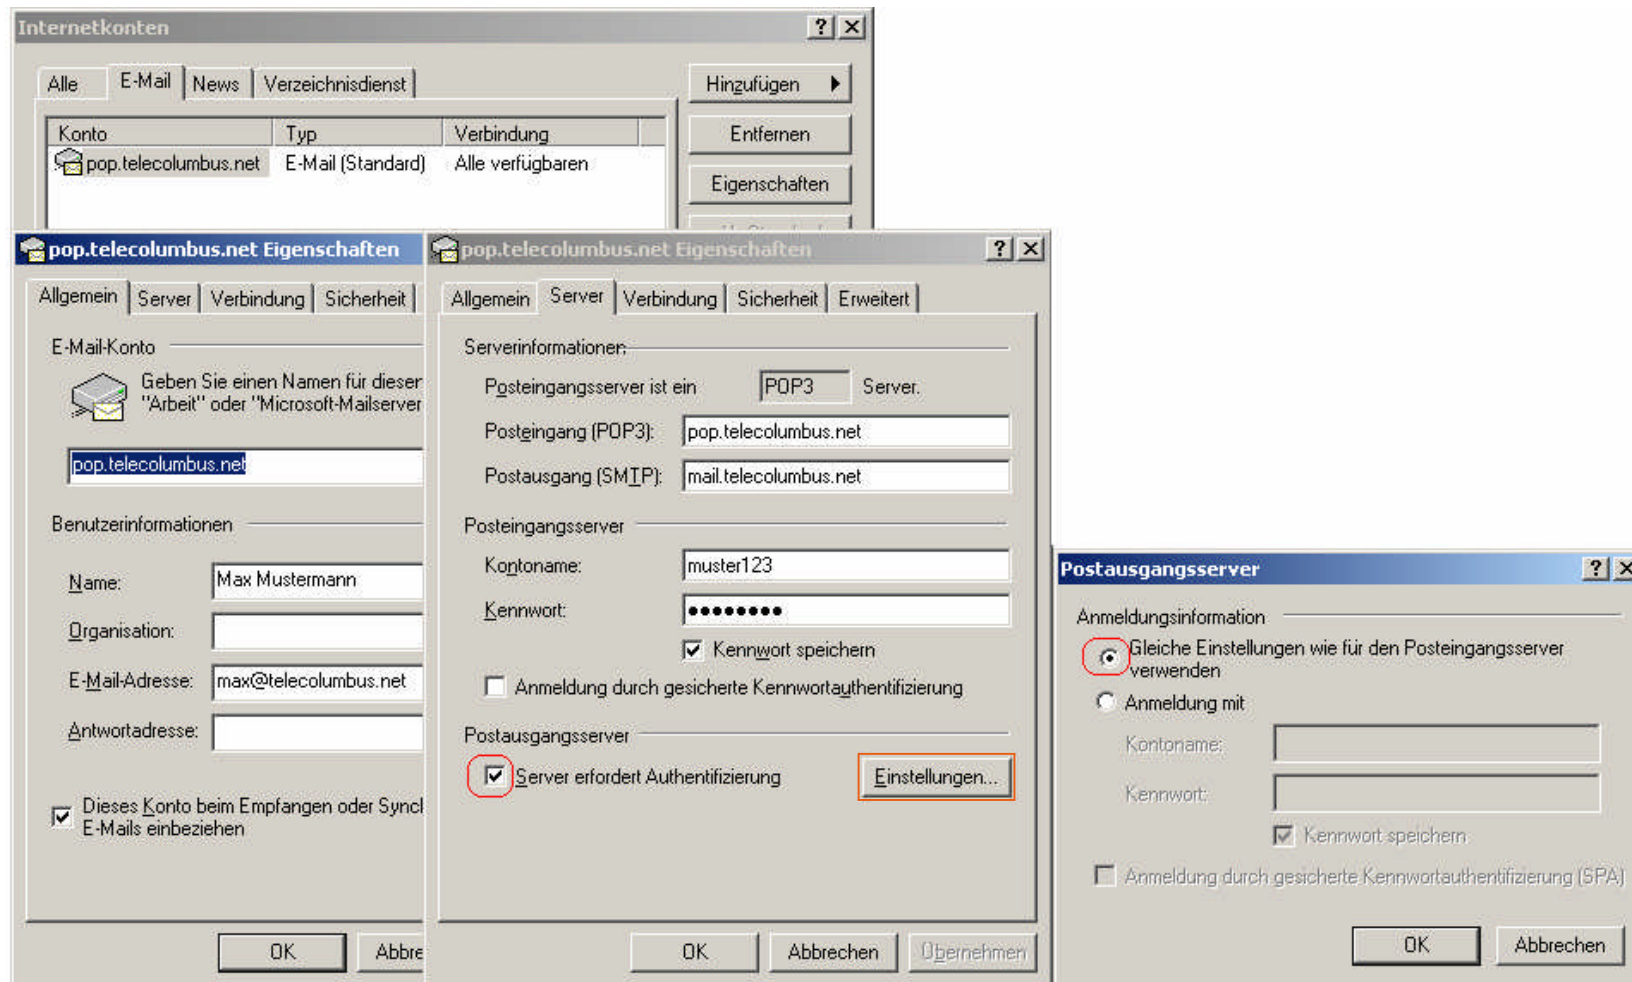 Internetkonten
Alle E-Mail News Verzeichnisdienst
Hinzufügen
Konto Typ Verbindung
pop.telecolumbus.net E-Mail (Standard) Alle verfügbaren
Entfernen
Eigenschaften
pop.telecolumbus.net Eigenschaften
Allgemein Server Verbindung Sicherheit
E-Mail-Konto
Geben Sie einen Namen für dieser
"Arbeit" oder "Microsoft-Mailserver
pop.telecolumbus.net
Benutzerinformationen
Name: Max Mustermann
Organisation:
E-Mail-Adresse: max@telecolumbus.net
Antwortadresse:
Dieses Konto beim Empfangen oder Syncl
E-Mails einbeziehen
OK Abbre
pop.telecolumbus.net Eigenschaften
Allgemein Server Verbindung Sicherheit Erweitert
Serverinformationen
Posteingangsserver ist ein POP3 Server.
Posteingang (POP3): pop.telecolumbus.net
Postausgang (SMTP): mail.telecolumbus.net
Posteingangsserver
Kontoname: muster123
Kennwort: ●●●●●●●●
Kennwort speichern
Anmeldung durch gesicherte Kennwortauthentifizierung
Postausgangsserver
Server erfordert Authentifizierung Einstellungen...
OK Abbrechen Übernehmen
Postausgangsserver
Anmeldungsinformation
Gleiche Einstellungen wie für den Posteingangsserver
verwenden
Anmeldung mit
Kontoname:
Kennwort:
Kennwort speichern
Anmeldung durch gesicherte Kennwortauthentifizierung (SPA)
OK Abbrechen